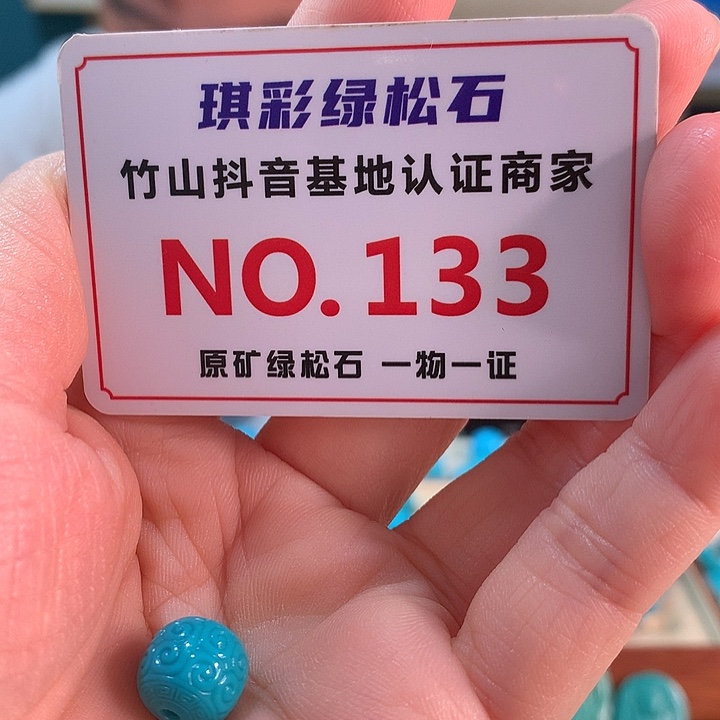 琪彩绿松石
竹山抖音基地认证商家
NO.133
原矿绿松石 一物一证